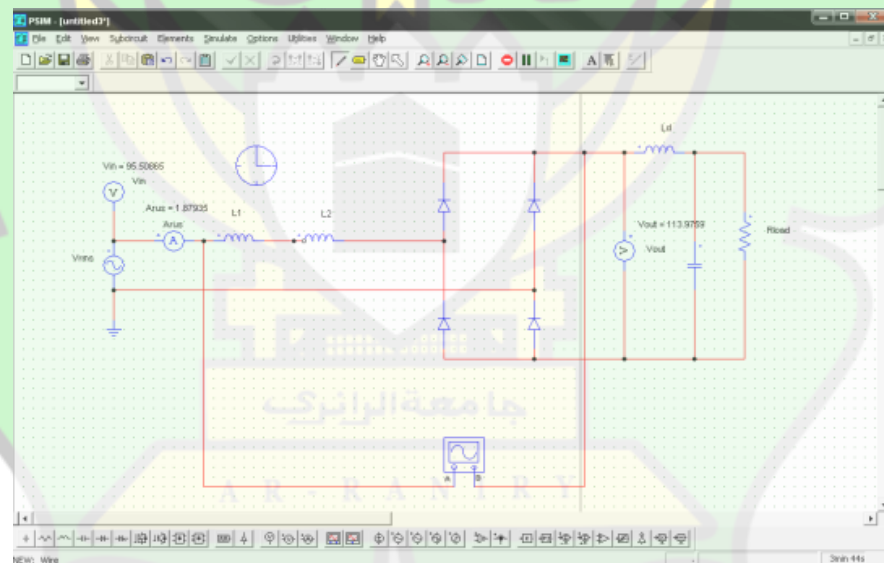 PSIM - [untitled3*]
File Edit View Subcircuit Elements Simulate Options Utilities Window Help
Vin = 95.50865
Vin
V
Arus = 1.87935
Arus
A
L1
L2
Vrms
Ld
Vout = 113.9759
Vout
V
Rload
A B
جامعة الرانري
A R - R A N I R Y
NEW: Wire
3min 44s